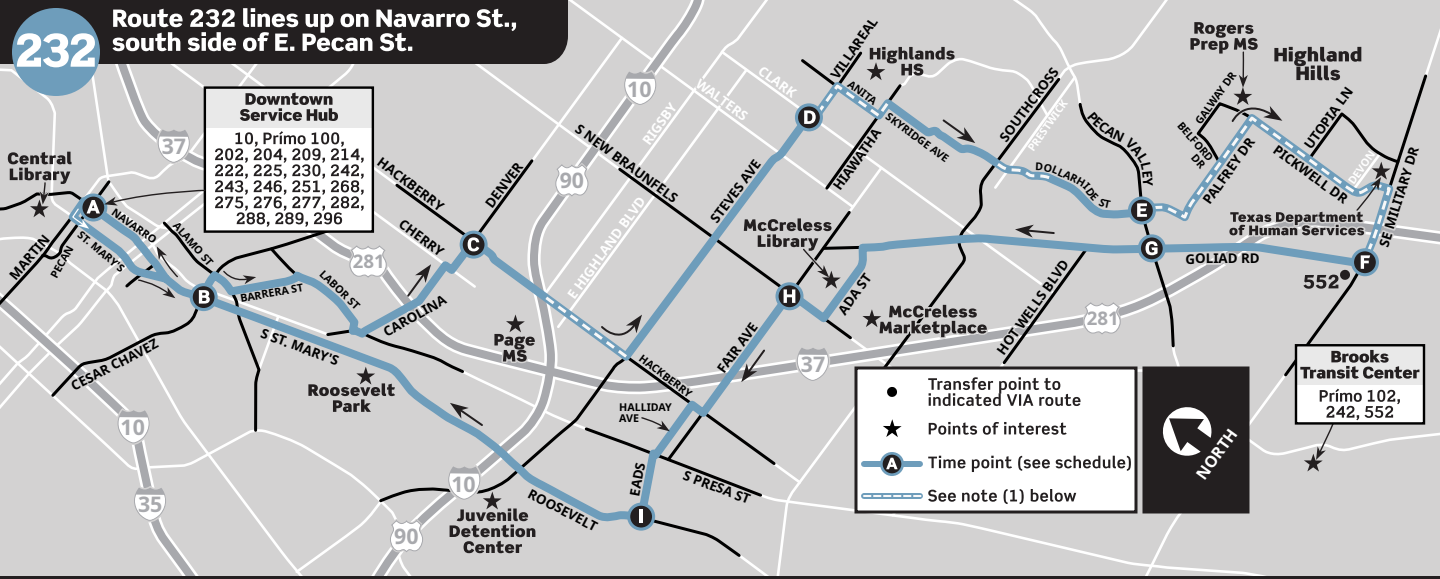 232
Route 232 lines up on Navarro St.,
south side of E. Pecan St.
Downtown
Service Hub
10, Prímo 100,
202, 204, 209, 214,
222, 225, 230, 242,
243, 246, 251, 268,
275, 276, 277, 282,
288, 289, 296
37
Central
Library
A
NAVARRO
ST. MARY'S
MARTIN
PECAN
ALAMO ST
B
BARRERA ST
LABOR ST
CESAR CHAVEZ
S ST. MARY'S
281
HACKBERRY
CHERRY
CAROLINA
C
DENVER
10
90
S NEW BRAUNFELS
RIGSBY
WALTERS
CLARK
E HIGHLAND BLVD
STEVES AVE
D
VILLAREAL
Highlands
HS
ANITA
HIAWATHA
SKYRIDGE AVE
SOUTHCROSS
PRESTWICK
DOLLARHIDE ST
PECAN VALLEY
E
Rogers
Prep MS
Highland
Hills
GALWAY DR
BELFORD
DR
PALFREY DR
UTOPIA LN
PICKWELL DR
DEVON
SE MILITARY DR
Texas Department
of Human Services
McCreless
Library
G
GOLIAD RD
F
552
H
ADA ST
McCreless
Marketplace
HOT WELLS BLVD
281
Page
MS
Roosevelt
Park
HACKBERRY
FAIR AVE
37
HALLIDAY
AVE
EADS
S PRESA ST
I
ROOSEVELT
10
90
Juvenile
Detention
Center
10
35
Transfer point to
indicated VIA route
Points of interest
A
Time point (see schedule)
See note (1) below
NORTH
Brooks
Transit Center
Prímo 102,
242, 552